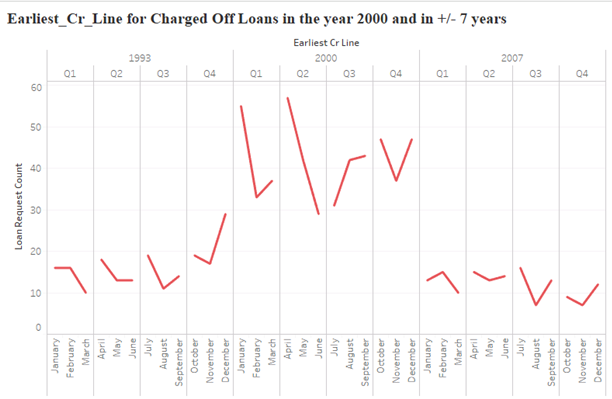 Earliest_Cr_Line for Charged Off Loans in the year 2000 and in +/- 7 years
Earliest Cr Line
1993 2000 2007
Q1 Q2 Q3 Q4 Q1 Q2 Q3 Q4 Q1 Q2 Q3 Q4
Loan Request Count
60
50
40
30
20
10
0
January February March April May June July August September October November December January February March April May June July August September October November December January February March April May June July August September October November December